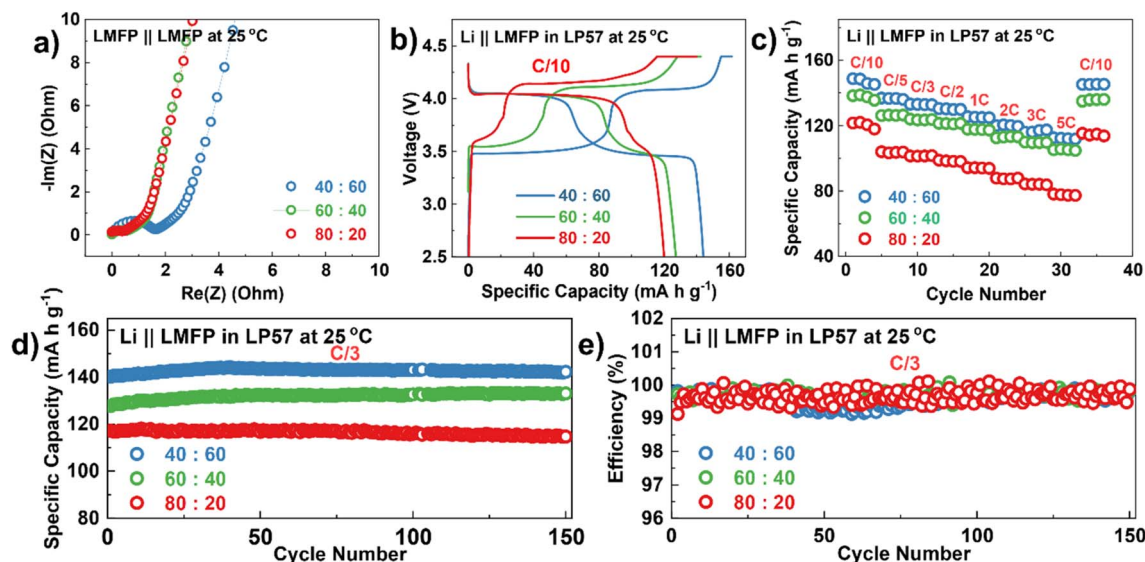 a)
LMFP || LMFP at 25 °C
-Im(Z) (Ohm)
10
8
6
4
2
0
40 : 60
60 : 40
80 : 20
0 2 4 6 8 10
Re(Z) (Ohm)
b)
Li || LMFP in LP57 at 25 °C
C/10
Voltage (V)
4.5
4.0
3.5
3.0
2.5
40 : 60
60 : 40
80 : 20
0 40 80 120 160
Specific Capacity (mA h g⁻¹)
c)
Li || LMFP in LP57 at 25 °C
C/10 C/5 C/3 C/2 1C 2C 3C 5C C/10
Specific Capacity (mA h g⁻¹)
200
160
120
80
40
40 : 60
60 : 40
80 : 20
0 10 20 30 40
Cycle Number
d)
Li || LMFP in LP57 at 25 °C
C/3
Specific Capacity (mA h g⁻¹)
160
140
120
100
80
40 : 60
60 : 40
80 : 20
0 50 100 150
Cycle Number
e)
Li || LMFP in LP57 at 25 °C
C/3
Efficiency (%)
102
101
100
99
98
97
96
40 : 60
60 : 40
80 : 20
0 50 100 150
Cycle Number